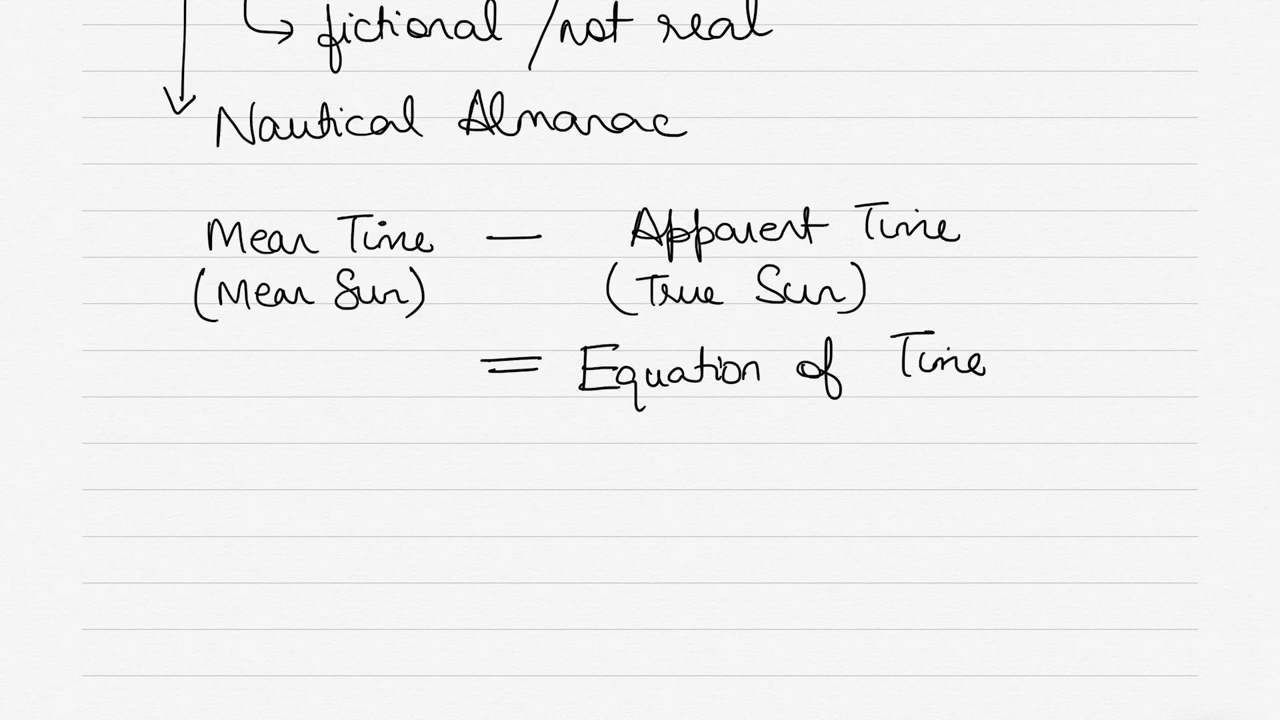 ↳ fictional / not real
Nautical Almanac
Mean Time — Apparent Time
(Mean Sun) (True Sun)
= Equation of Time